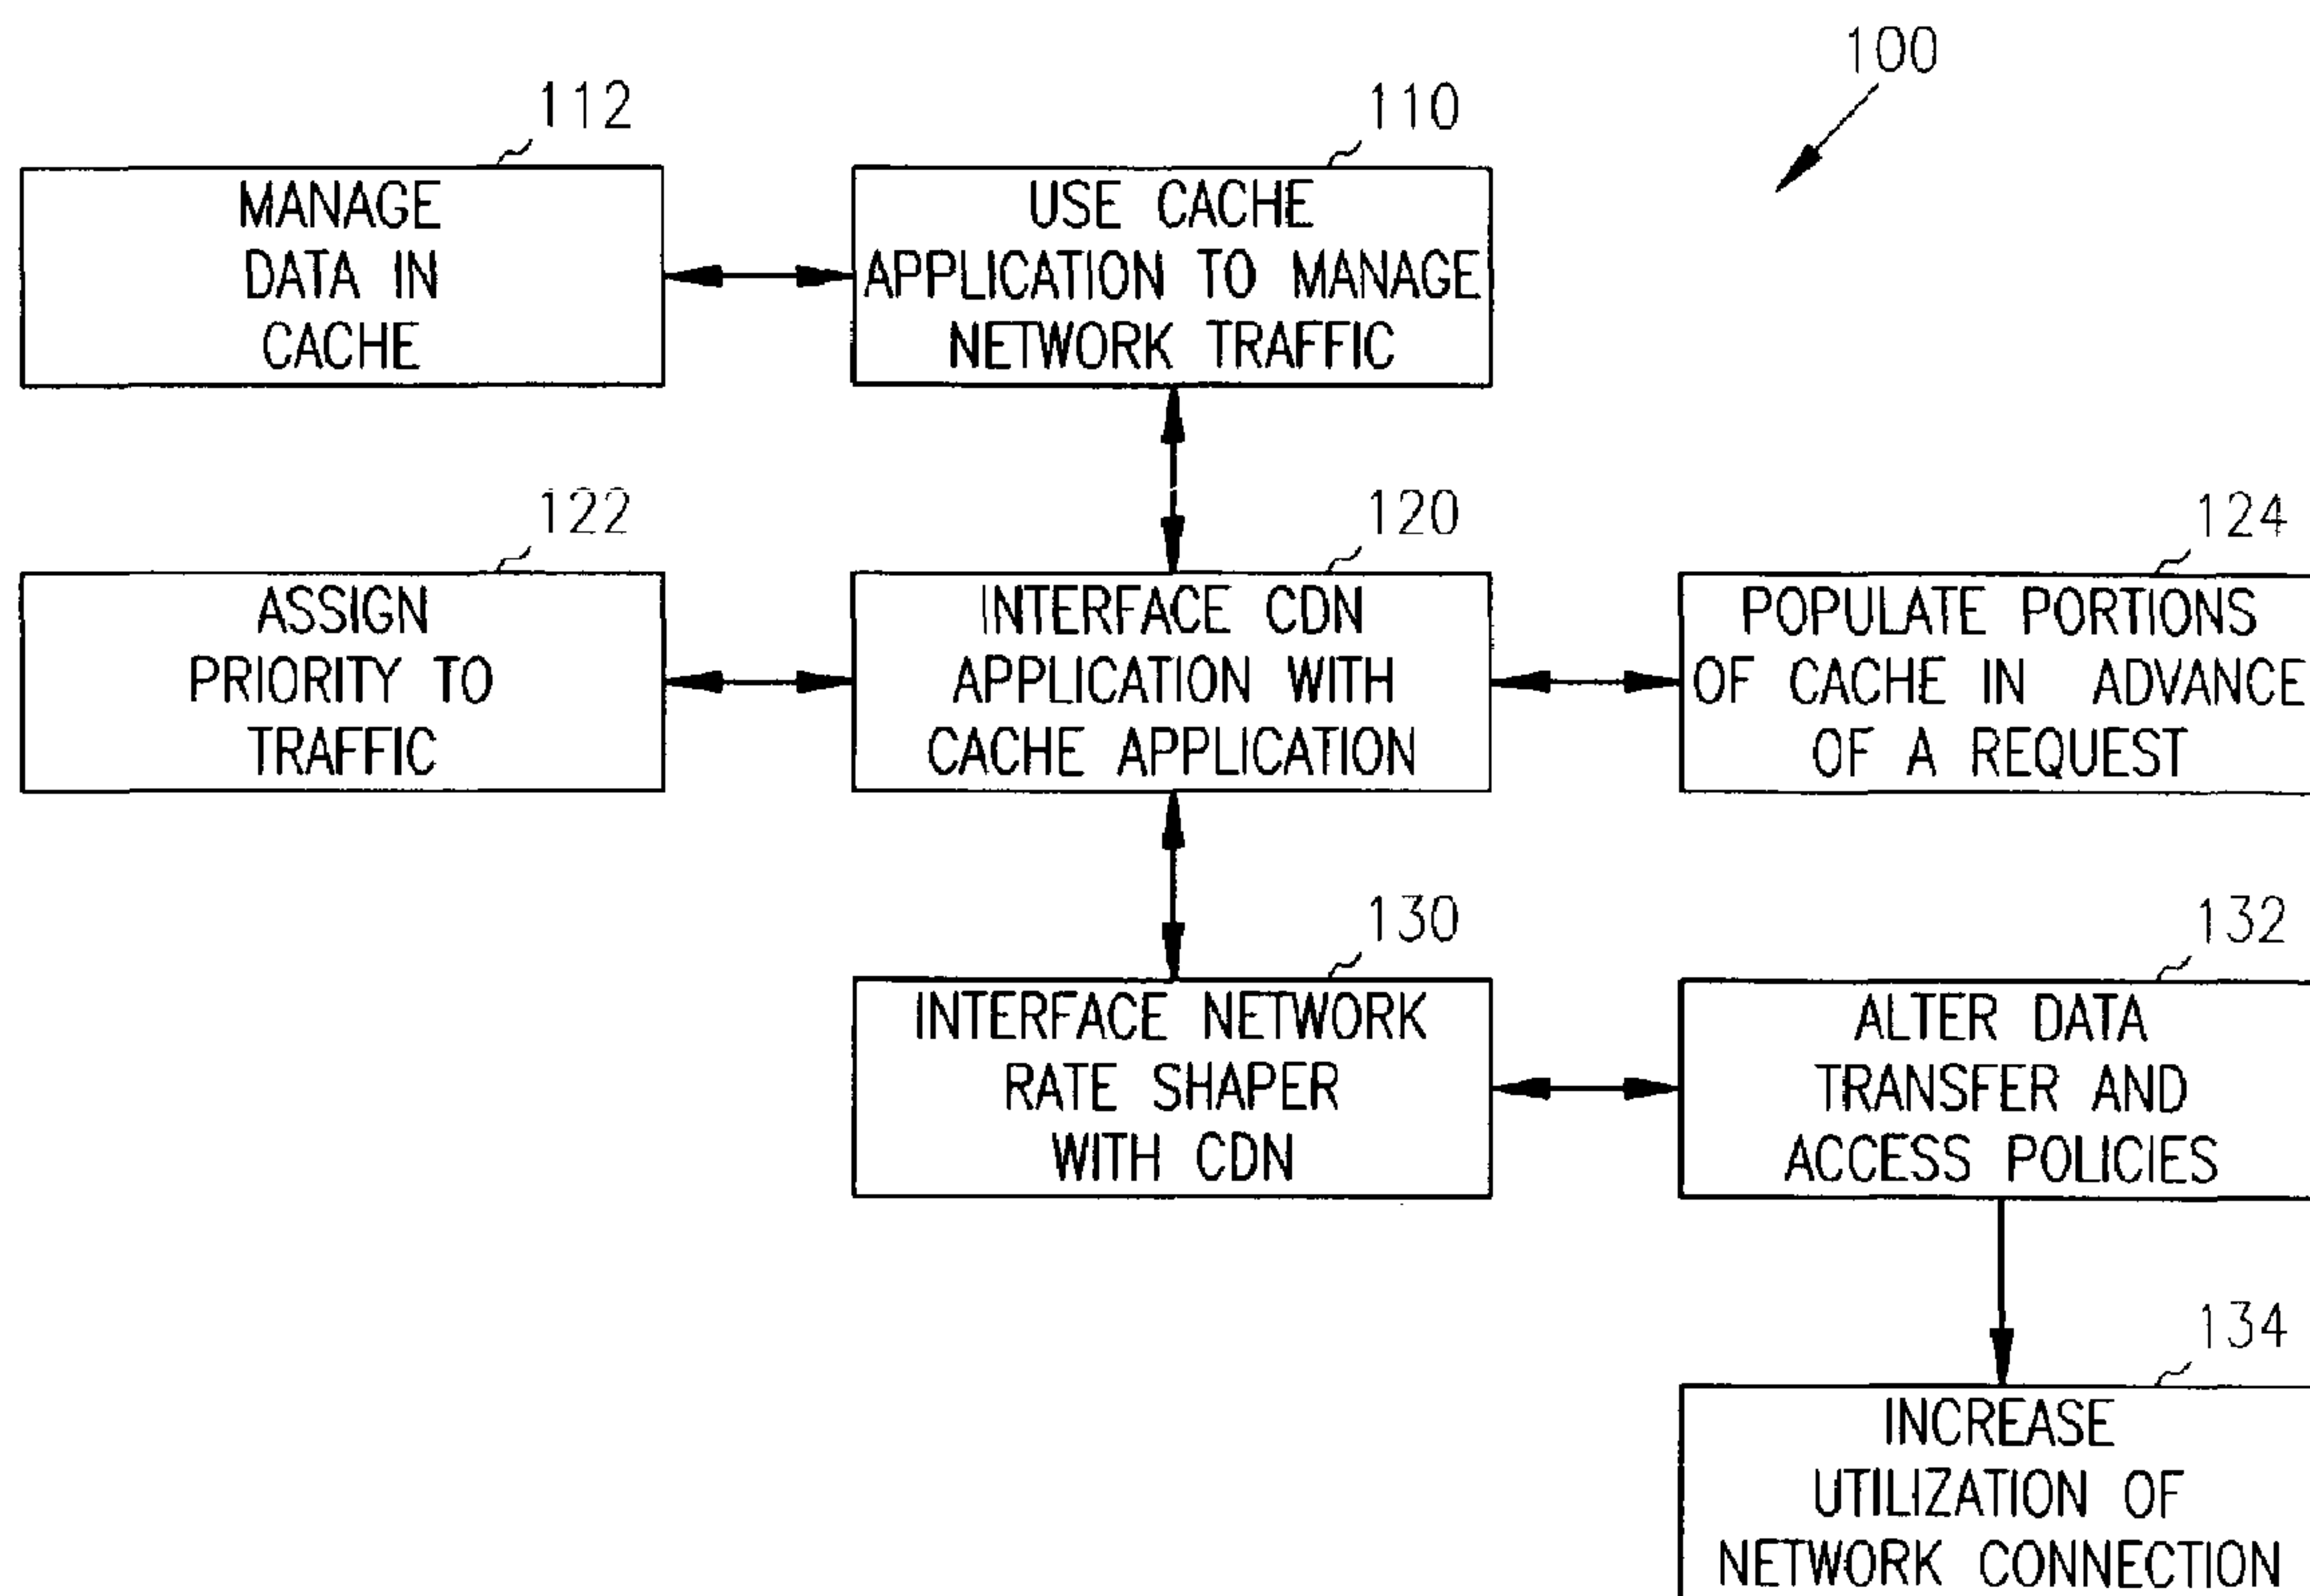 100
112
MANAGE
DATA IN
CACHE
110
USE CACHE
APPLICATION TO MANAGE
NETWORK TRAFFIC
122
ASSIGN
PRIORITY TO
TRAFFIC
120
INTERFACE CDN
APPLICATION WITH
CACHE APPLICATION
124
POPULATE PORTIONS
OF CACHE IN ADVANCE
OF A REQUEST
130
INTERFACE NETWORK
RATE SHAPER
WITH CDN
132
ALTER DATA
TRANSFER AND
ACCESS POLICIES
134
INCREASE
UTILIZATION OF
NETWORK CONNECTION